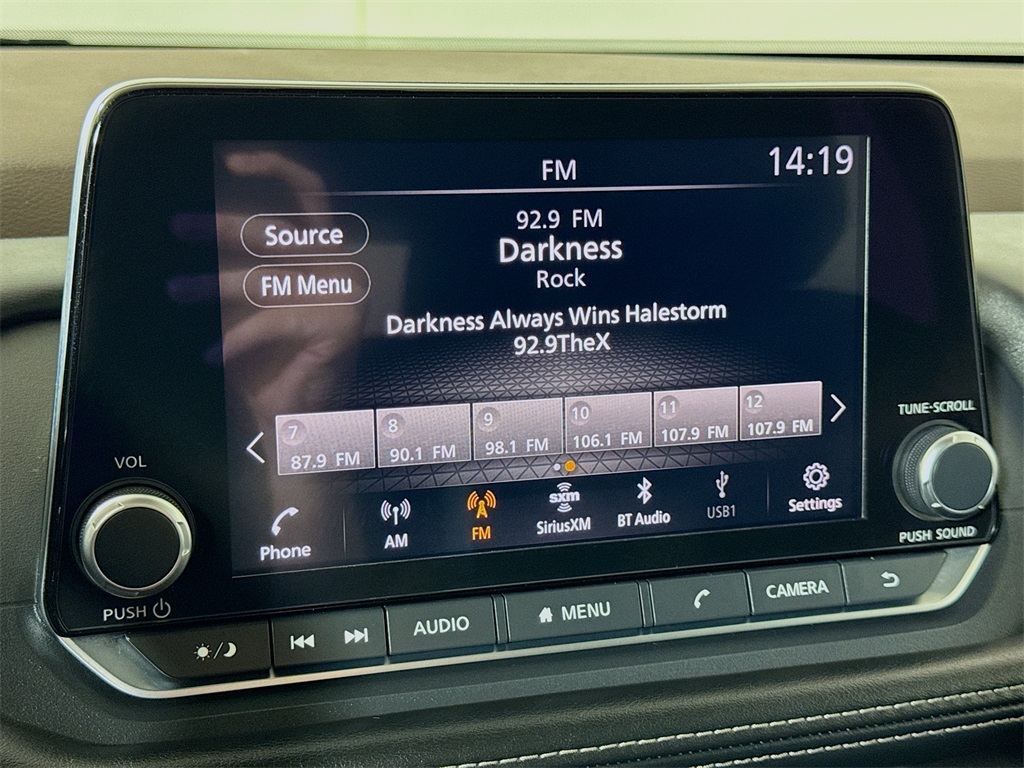 FM
14:19
Source
FM Menu
92.9 FM
Darkness
Rock
Darkness Always Wins Halestorm
92.9TheX
7 8 9 10 11 12
87.9 FM 90.1 FM 98.1 FM 106.1 FM 107.9 FM 107.9 FM
Phone
AM
FM
sxm
SiriusXM
BT Audio
USB1
Settings
VOL
PUSH
TUNE·SCROLL
PUSH SOUND
AUDIO
MENU
CAMERA